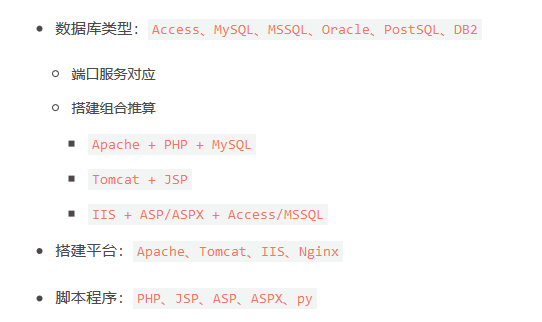 数据库类型：Access、MySQL、MSSQL、Oracle、PostSQL、DB2
端口服务对应
搭建组合推算
Apache + PHP + MySQL
Tomcat + JSP
IIS + ASP/ASPX + Access/MSSQL
搭建平台：Apache、Tomcat、IIS、Nginx
脚本程序：PHP、JSP、ASP、ASPX、py